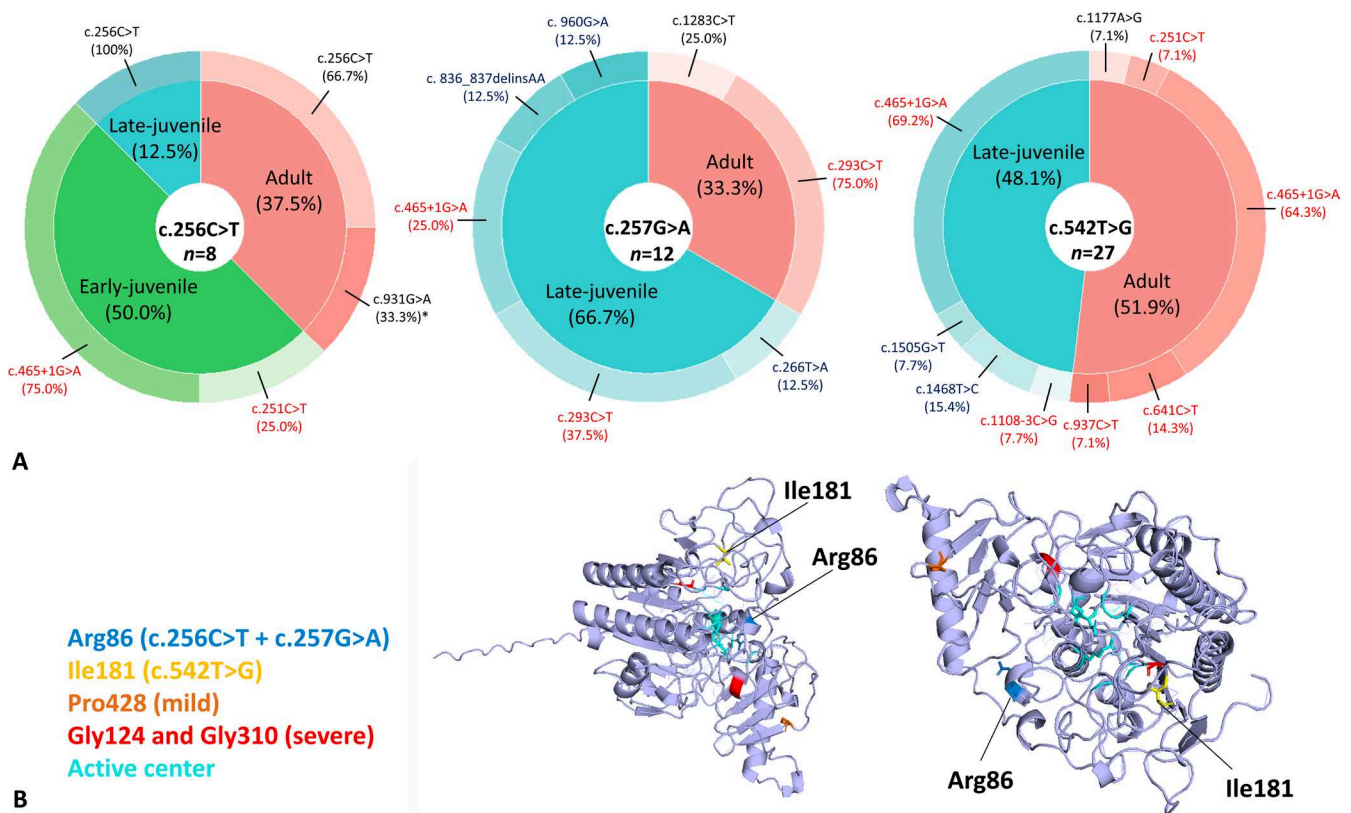 c.256C>T
(100%)
c.256C>T
(66.7%)
Late-juvenile
(12.5%)
Adult
(37.5%)
c.256C>T
n=8
Early-juvenile
(50.0%)
c.931G>A
(33.3%)*
c.465+1G>A
(75.0%)
c.251C>T
(25.0%)
c. 960G>A
(12.5%)
c.1283C>T
(25.0%)
c. 836_837delinsAA
(12.5%)
Adult
(33.3%)
c.293C>T
(75.0%)
c.465+1G>A
(25.0%)
c.257G>A
n=12
Late-juvenile
(66.7%)
c.266T>A
(12.5%)
c.293C>T
(37.5%)
c.1177A>G
(7.1%)
c.251C>T
(7.1%)
c.465+1G>A
(69.2%)
Late-juvenile
(48.1%)
c.465+1G>A
(64.3%)
c.542T>G
n=27
Adult
(51.9%)
c.1505G>T
(7.7%)
c.1468T>C
(15.4%)
c.1108-3C>G
(7.7%)
c.937C>T
(7.1%)
c.641C>T
(14.3%)
A
Ile181
Arg86
Arg86 (c.256C>T + c.257G>A)
Ile181 (c.542T>G)
Pro428 (mild)
Gly124 and Gly310 (severe)
Active center
Arg86
Ile181
B